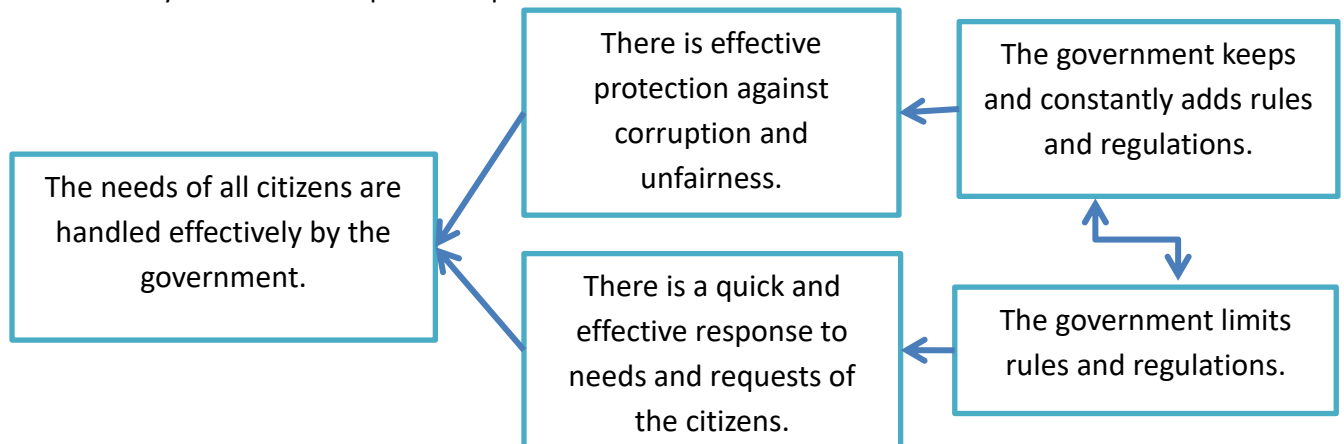 The needs of all citizens are
handled effectively by the
government.
There is effective
protection against
corruption and
unfairness.
There is a quick and
effective response to
needs and requests of
the citizens.
The government keeps
and constantly adds rules
and regulations.
The government limits
rules and regulations.